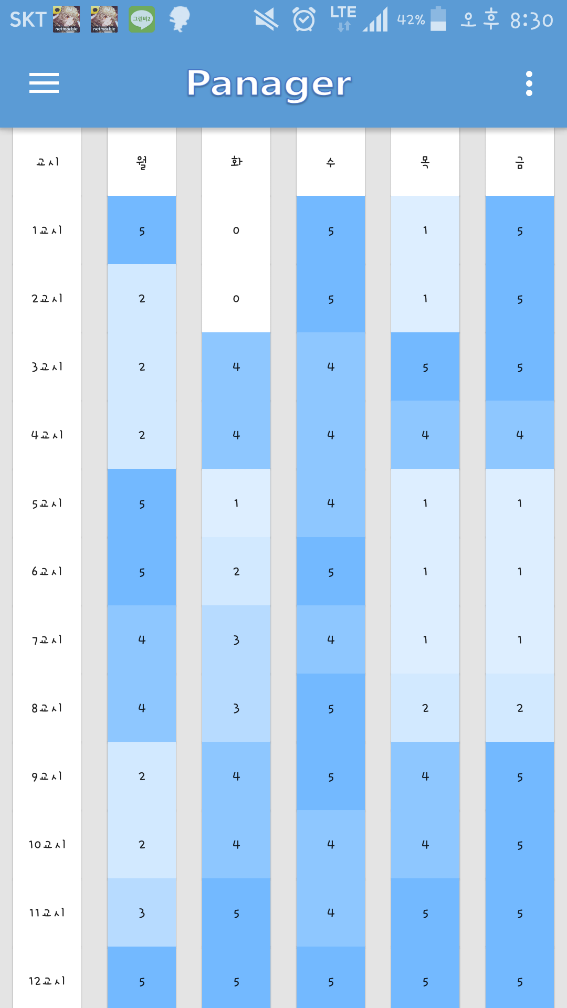 SKT LTE 42% 오후 8:30
Panager
교시 월 화 수 목 금
1교시 5 0 5 1 5
2교시 2 0 5 1 5
3교시 2 4 4 5 5
4교시 2 4 4 4 4
5교시 5 1 4 1 1
6교시 5 2 5 1 1
7교시 4 3 4 1 1
8교시 4 3 5 2 2
9교시 2 4 5 4 5
10교시 2 4 4 4 5
11교시 3 5 4 5 5
12교시 5 5 5 5 5